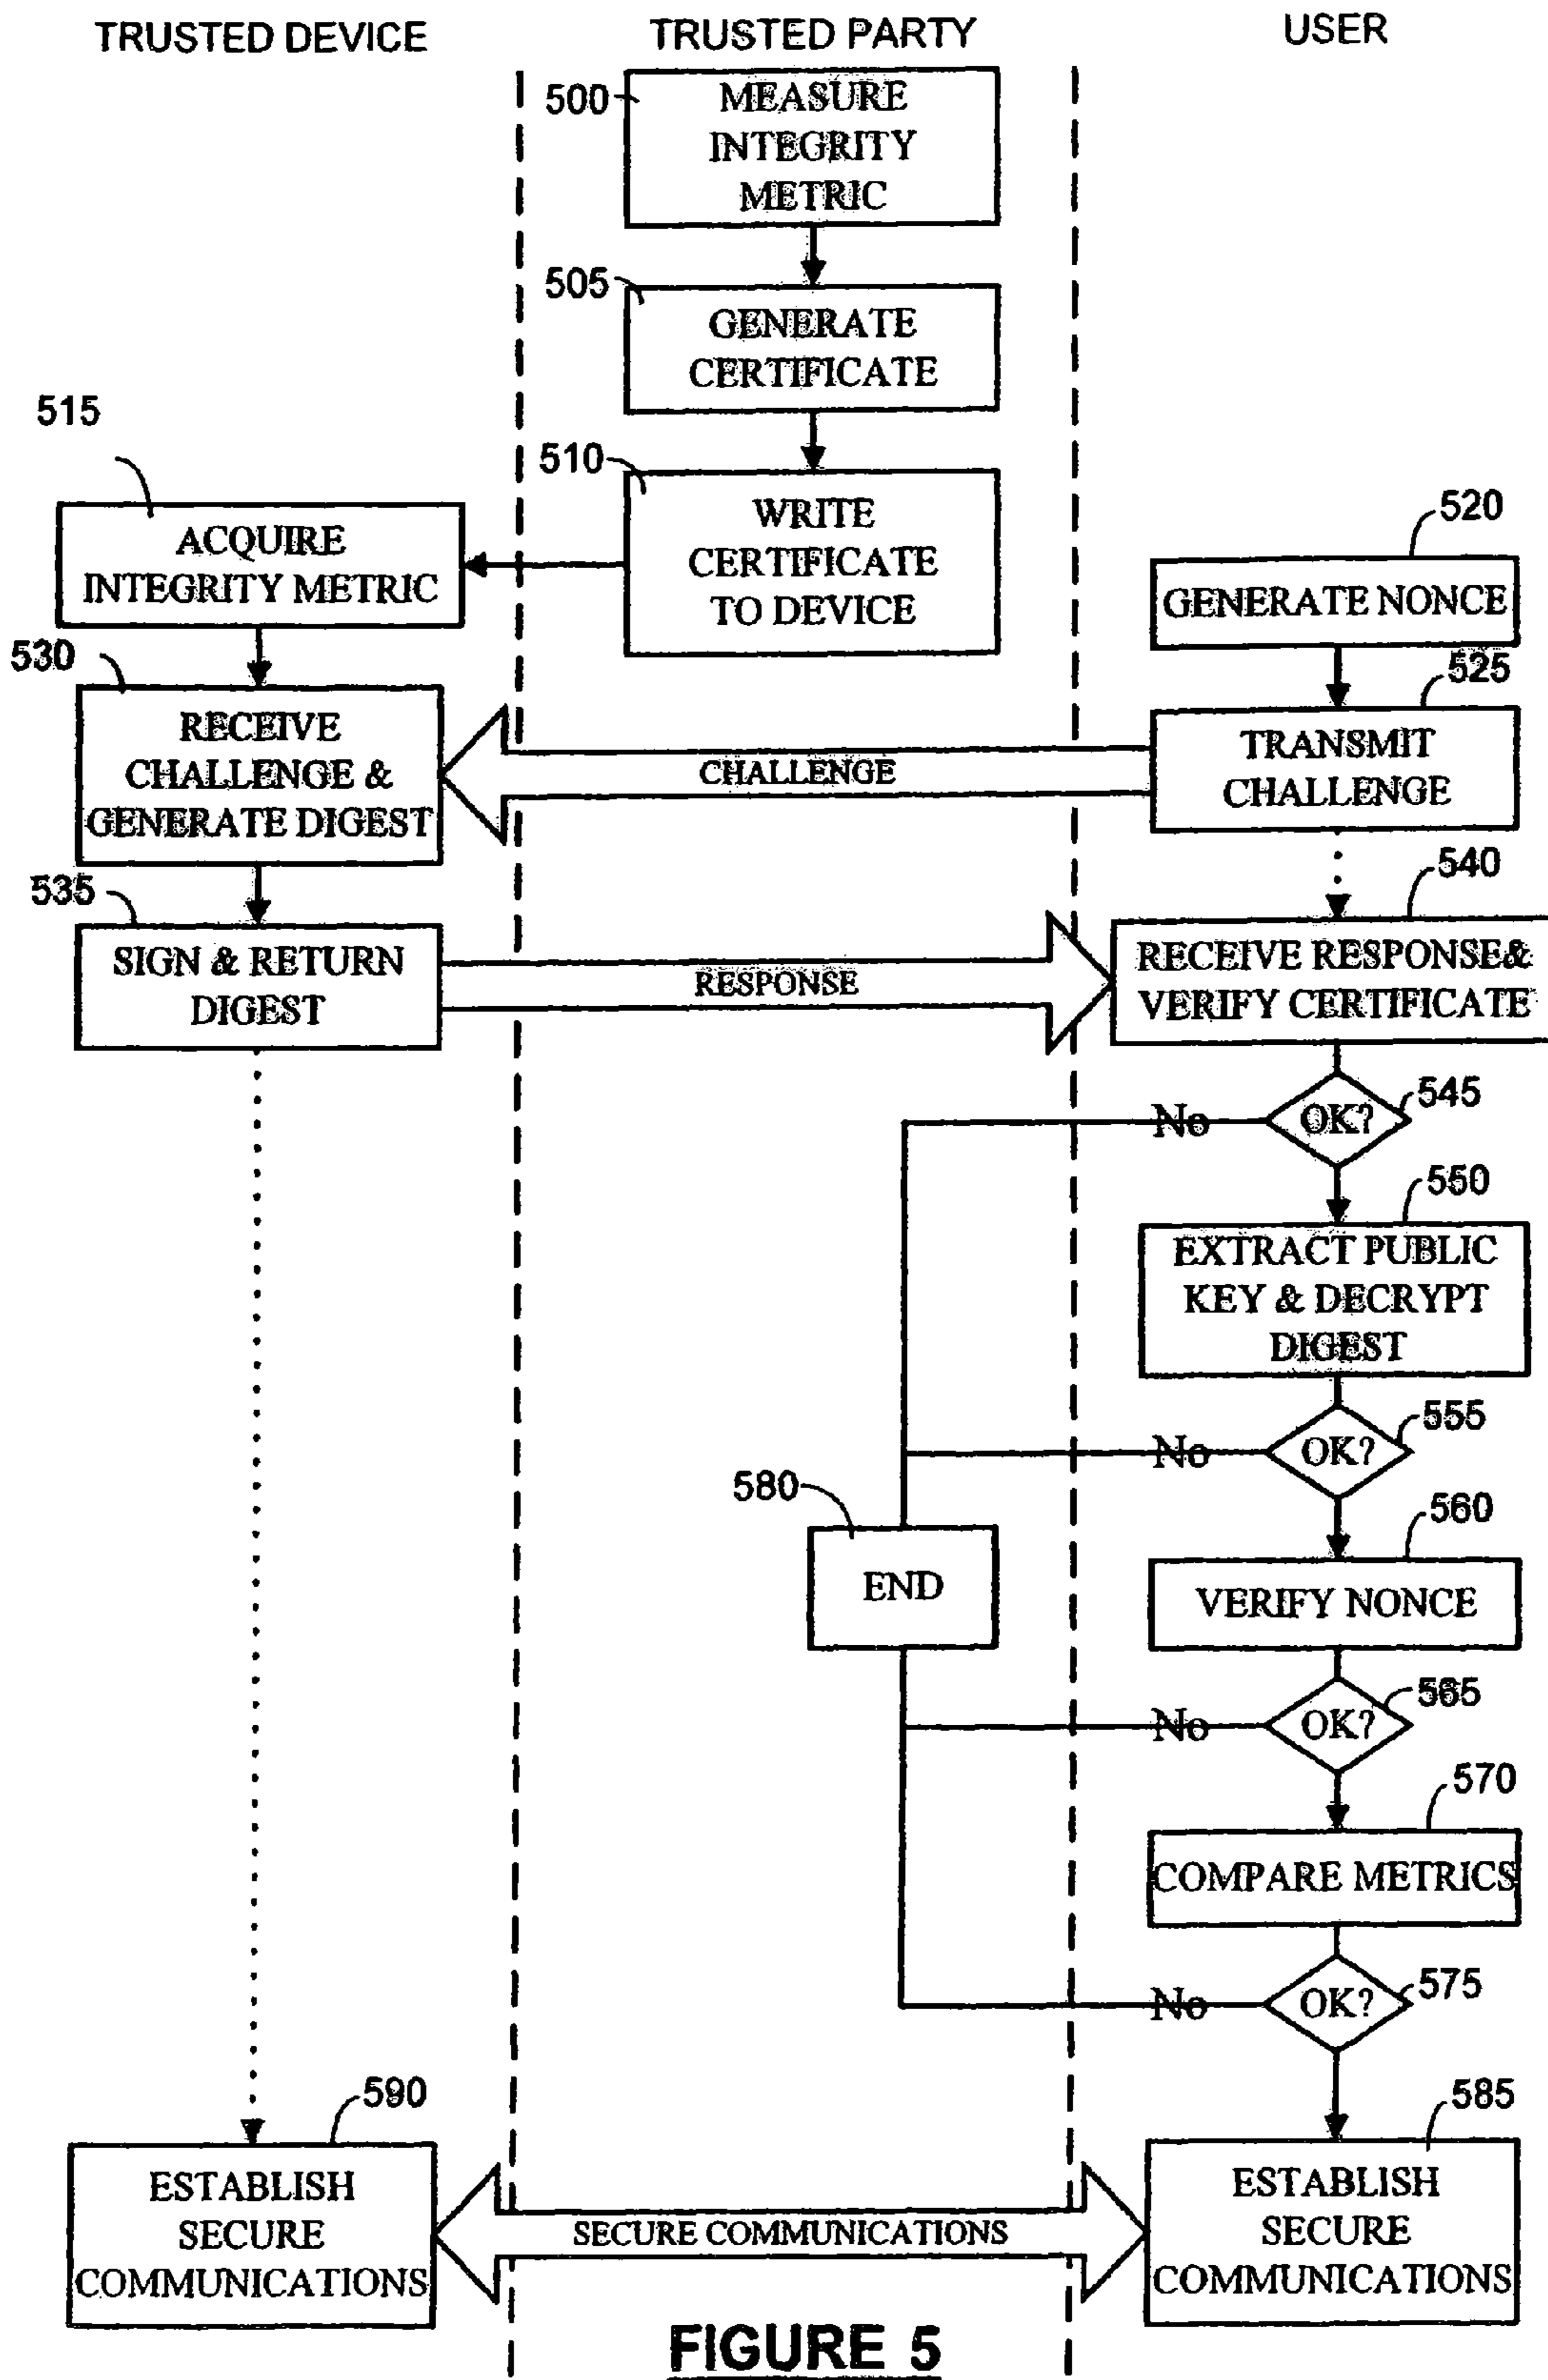 TRUSTED DEVICE
TRUSTED PARTY
USER
500
MEASURE
INTEGRITY
METRIC
505
GENERATE
CERTIFICATE
515
510
WRITE
CERTIFICATE
TO DEVICE
ACQUIRE
INTEGRITY METRIC
520
GENERATE NONCE
530
525
RECEIVE
CHALLENGE &
GENERATE DIGEST
CHALLENGE
TRANSMIT
CHALLENGE
535
540
SIGN & RETURN
DIGEST
RESPONSE
RECEIVE RESPONSE&
VERIFY CERTIFICATE
No
OK?
545
550
EXTRACT PUBLIC
KEY & DECRYPT
DIGEST
No
OK?
555
580
END
560
VERIFY NONCE
No
OK?
565
570
COMPARE METRICS
No
OK?
575
590
585
ESTABLISH
SECURE
COMMUNICATIONS
SECURE COMMUNICATIONS
ESTABLISH
SECURE
COMMUNICATIONS
FIGURE 5